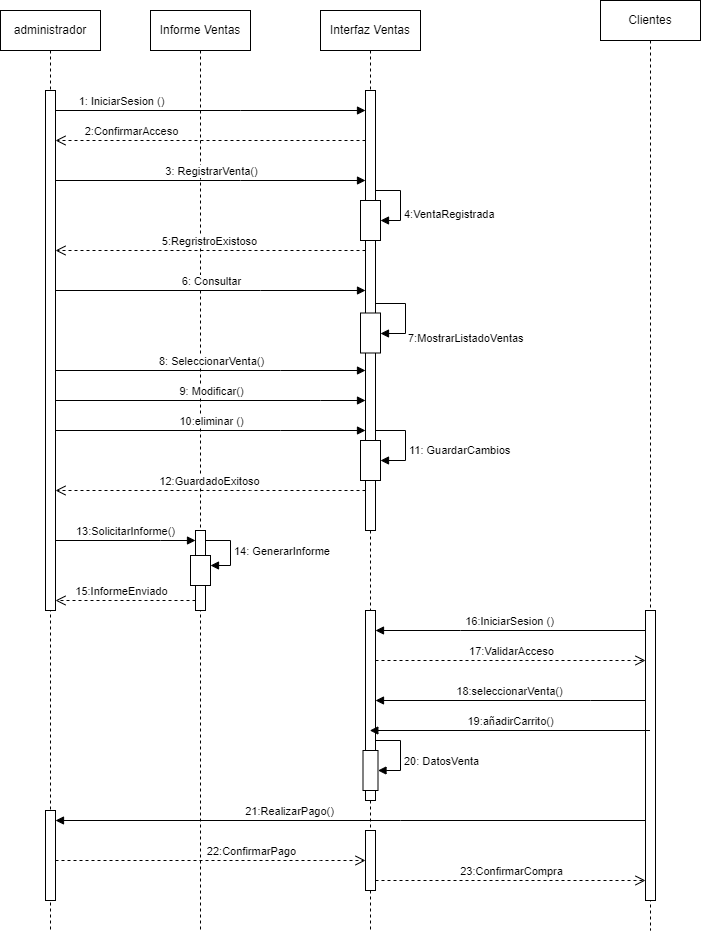 administrador
Informe Ventas
Interfaz Ventas
Clientes
1: IniciarSesion ()
2:ConfirmarAcceso
3: RegistrarVenta()
4:VentaRegistrada
5:RegristroExistoso
6: Consultar
7:MostrarListadoVentas
8: SeleccionarVenta()
9: Modificar()
10:eliminar ()
11: GuardarCambios
12:GuardadoExitoso
13:SolicitarInforme()
14: GenerarInforme
15:InformeEnviado
16:IniciarSesion ()
17:ValidarAcceso
18:seleccionarVenta()
19:añadirCarrito()
20: DatosVenta
21:RealizarPago()
22:ConfirmarPago
23:ConfirmarCompra